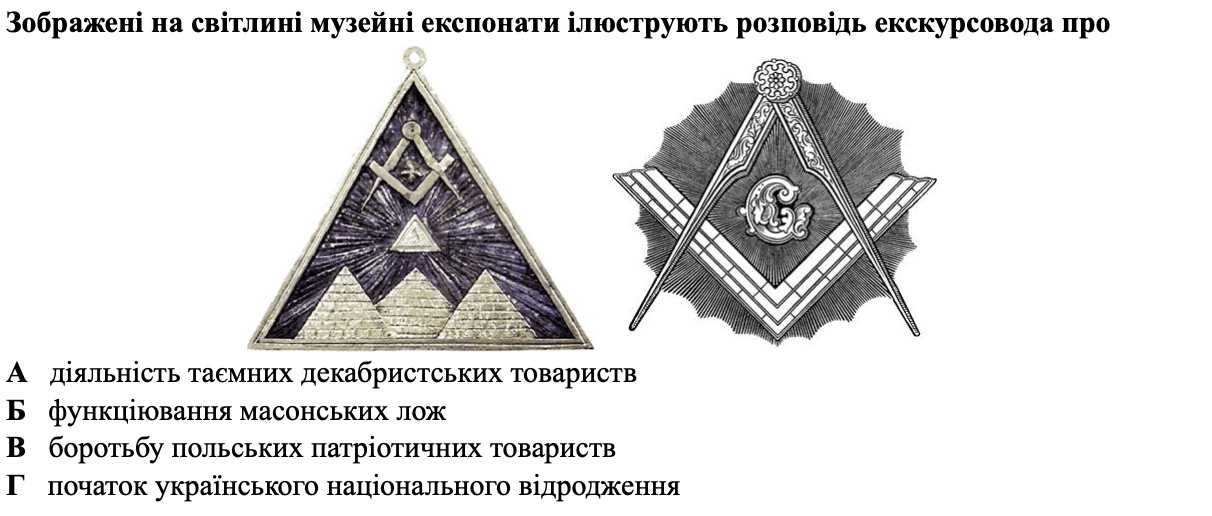 Зображені на світлині музейні експонати ілюструють розповідь екскурсовода про
G
А діяльність таємних декабристських товариств
Б функціювання масонських лож
В боротьбу польських патріотичних товариств
Г початок українського національного відродження